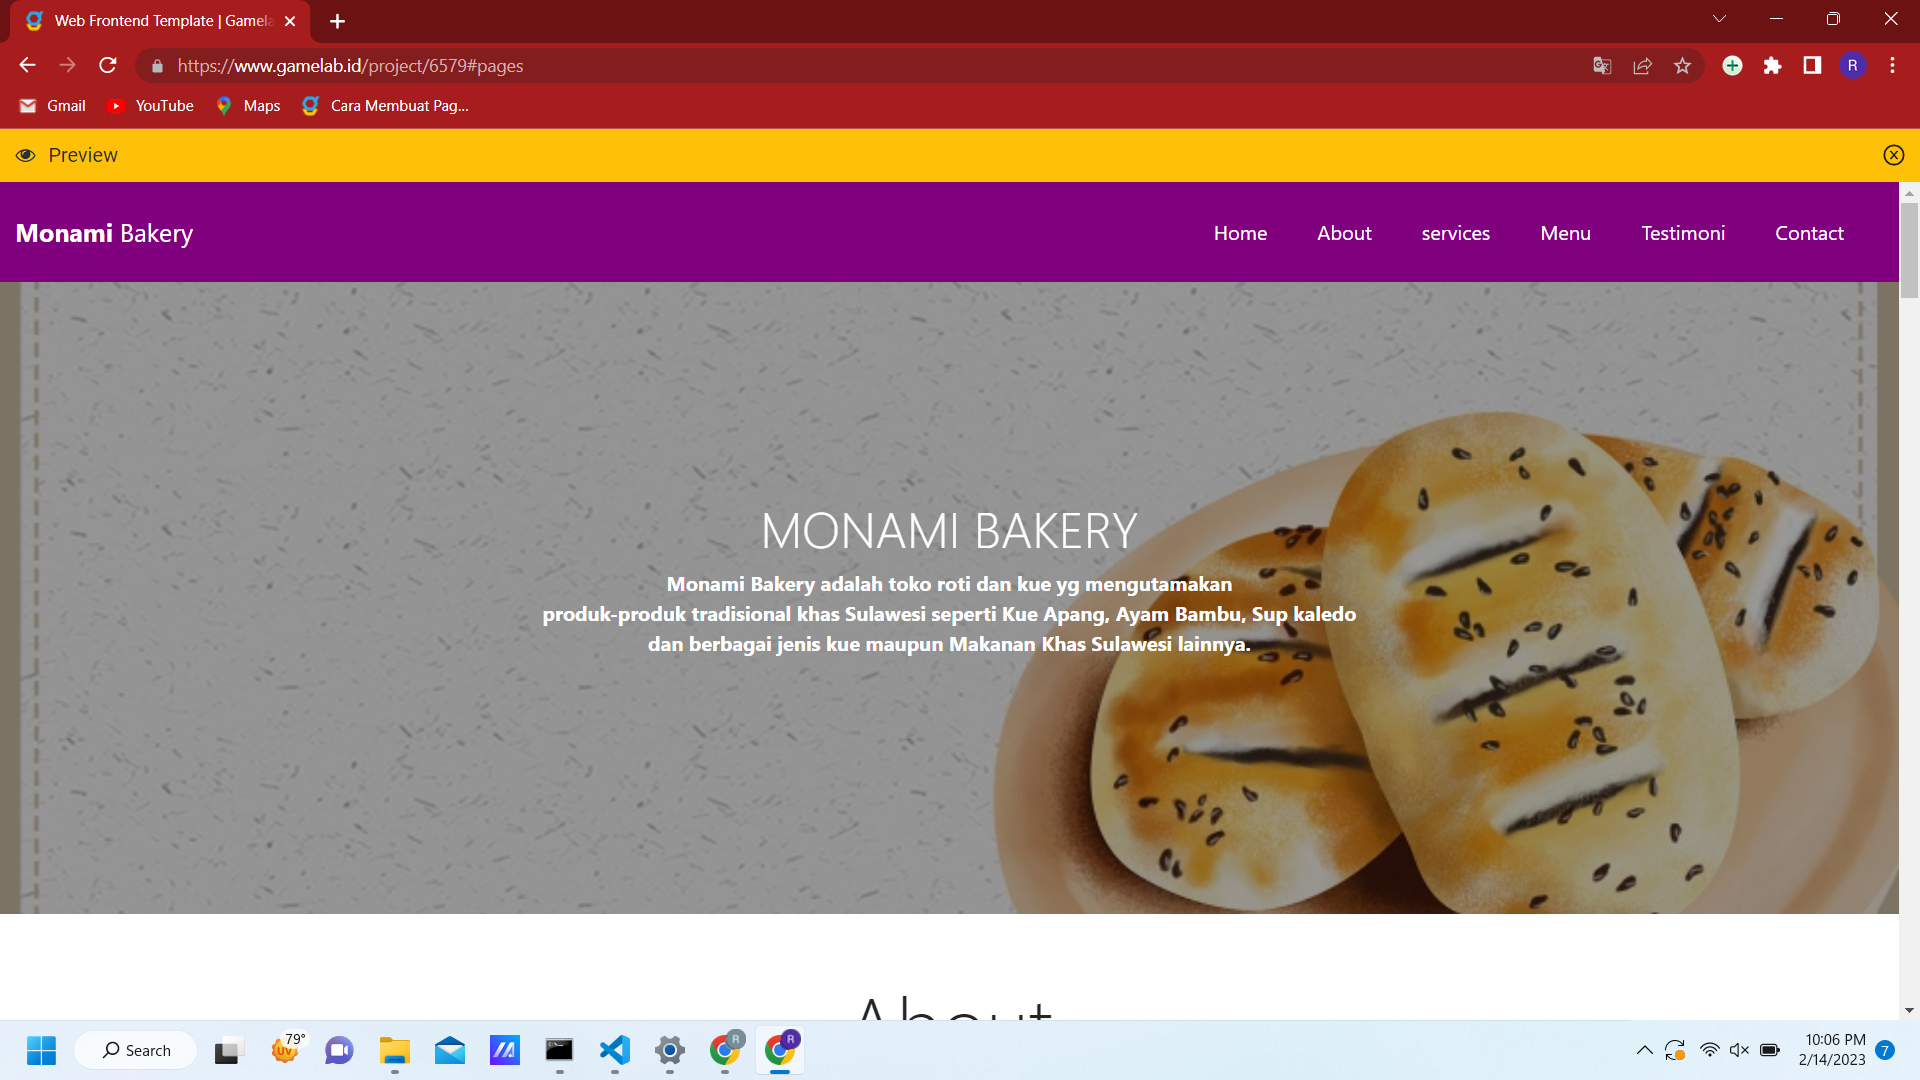 Web Frontend Template | Gamela
https://www.gamelab.id/project/6579#pages
R
Gmail YouTube Maps Cara Membuat Pag...
Preview
Monami Bakery Home About services Menu Testimoni Contact
MONAMI BAKERY
Monami Bakery adalah toko roti dan kue yg mengutamakan
produk-produk tradisional khas Sulawesi seperti Kue Apang, Ayam Bambu, Sup kaledo
dan berbagai jenis kue maupun Makanan Khas Sulawesi lainnya.
About
Search 79° UV R R 10:06 PM
2/14/2023 7